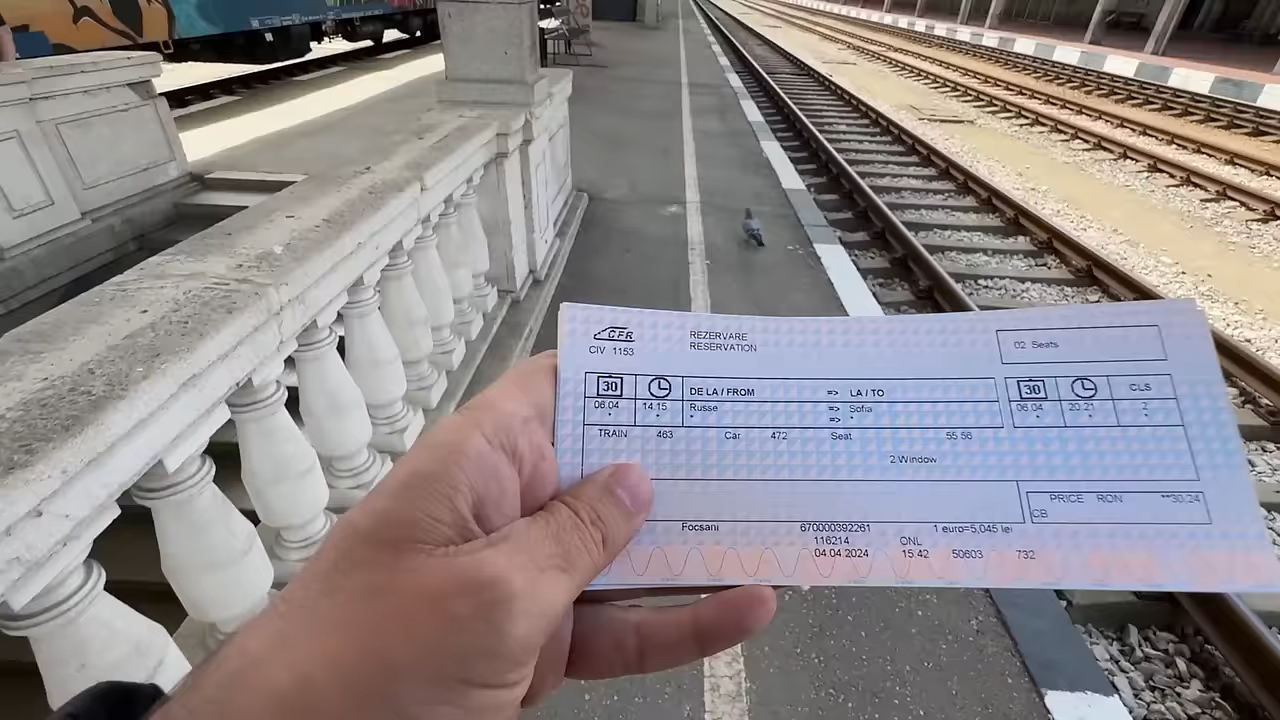 CFR
REZERVARE
CIV 1153
RESERVATION
02 Seats
30 DE LA / FROM => LA / TO 30 CLS
06.04 14.15 Russe => Sofia 06.04 20.21 2
* * => * * * *
TRAIN 463 Car 472 Seat 55 56
2 Window
PRICE RON **30,24
CB
Focsani 670000392261 1 euro=5,045 lei
116214 ONL
04.04.2024 15.42 50603 732